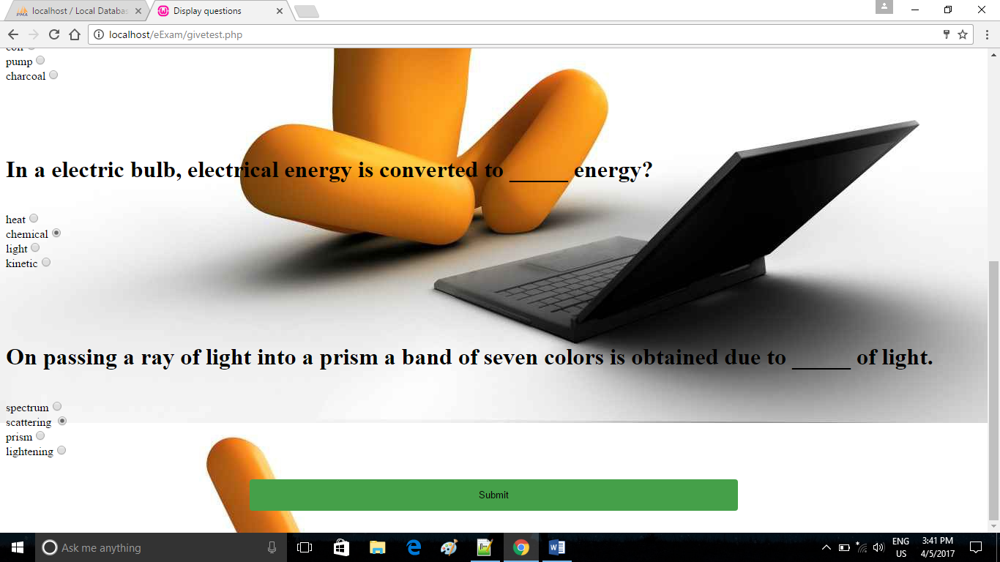 localhost / Local Databas
Display questions
localhost/eExam/givetest.php
pump
charcoal
In a electric bulb, electrical energy is converted to _____ energy?
heat
chemical
light
kinetic
On passing a ray of light into a prism a band of seven colors is obtained due to _____ of light.
spectrum
scattering
prism
lightening
Submit
Ask me anything
ENG
US
3:41 PM
4/5/2017